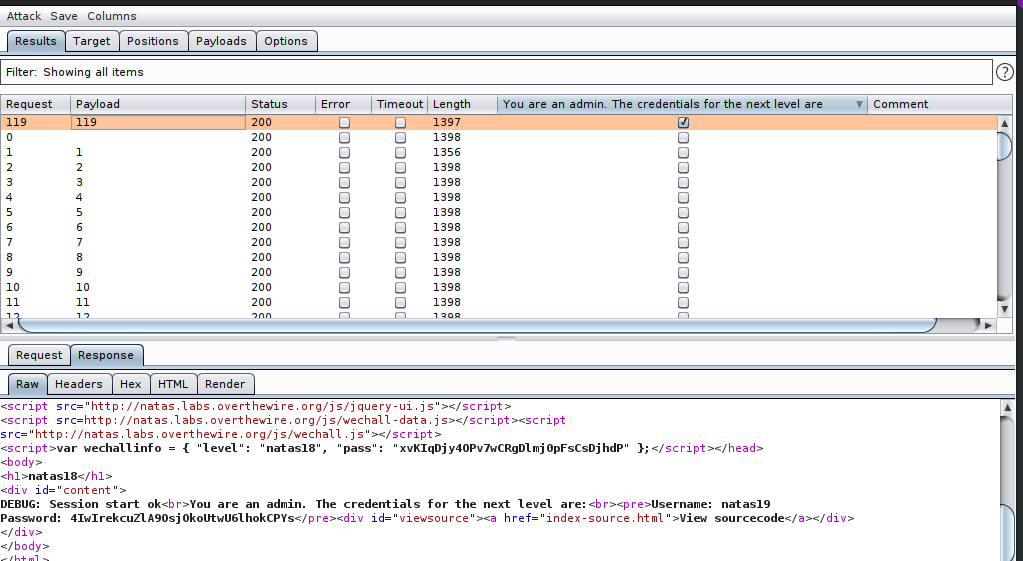 Attack Save Columns
Results Target Positions Payloads Options
Filter: Showing all items ?
Request Payload Status Error Timeout Length You are an admin. The credentials for the next level are Comment
119 119 200 1397
0 200 1398
1 1 200 1356
2 2 200 1398
3 3 200 1398
4 4 200 1398
5 5 200 1398
6 6 200 1398
7 7 200 1398
8 8 200 1398
9 9 200 1398
10 10 200 1398
11 11 200 1398
12 12 200 1398
Request Response
Raw Headers Hex HTML Render
<script src="http://natas.labs.overthewire.org/js/jquery-ui.js"></script>
<script src=http://natas.labs.overthewire.org/js/wechall-data.js></script><script
src="http://natas.labs.overthewire.org/js/wechall.js"></script>
<script>var wechallinfo = { "level": "natas18", "pass": "xvKIqDjy4OPv7wCRgDlmj0pFsCsDjhdP" };</script></head>
<body>
<h1>natas18</h1>
<div id="content">
DEBUG: Session start ok<br>You are an admin. The credentials for the next level are:<br><pre>Username: natas19
Password: 4IwIrekcuZlA9OsjOkoUtwU6lhokCPYs</pre><div id="viewsource"><a href="index-source.html">View sourcecode</a></div>
</div>
</body>
</html>